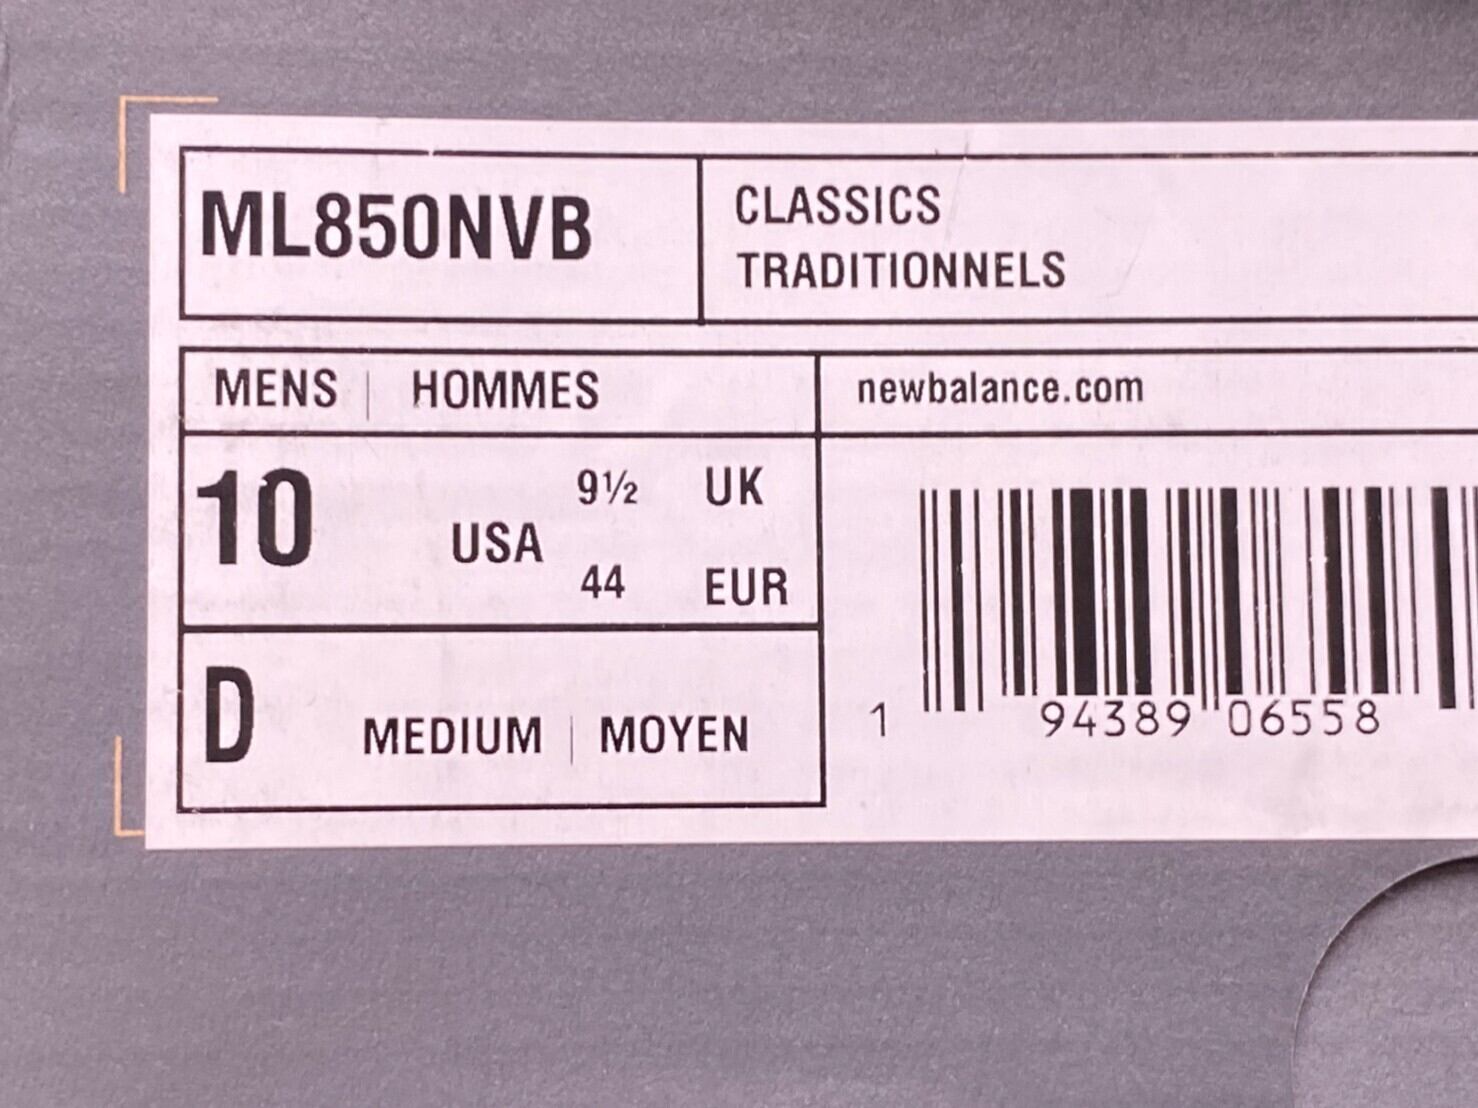 ML850NVB
CLASSICS
TRADITIONNELS
MENS | HOMMES
newbalance.com
10 USA
9½ UK
44 EUR
D MEDIUM | MOYEN
1 94389 06558